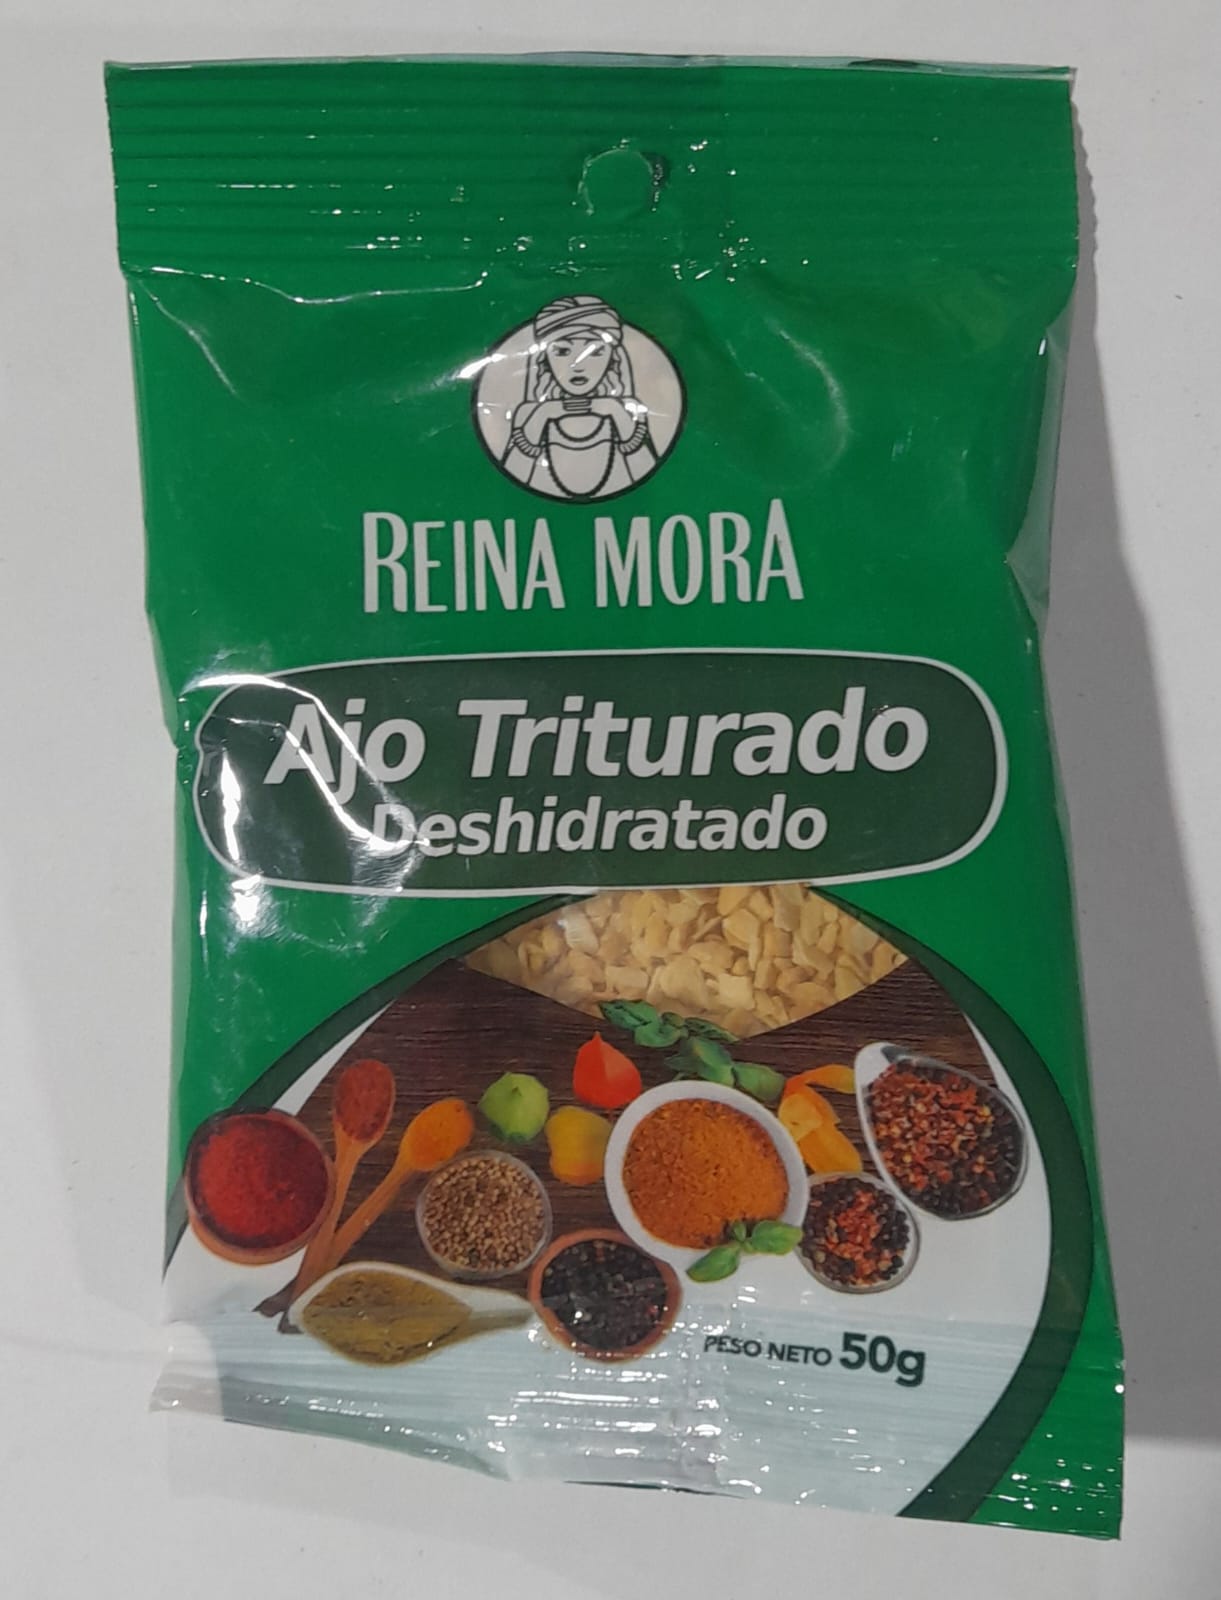 REINA MORA
Ajo Triturado
Deshidratado
PESO NETO 50g